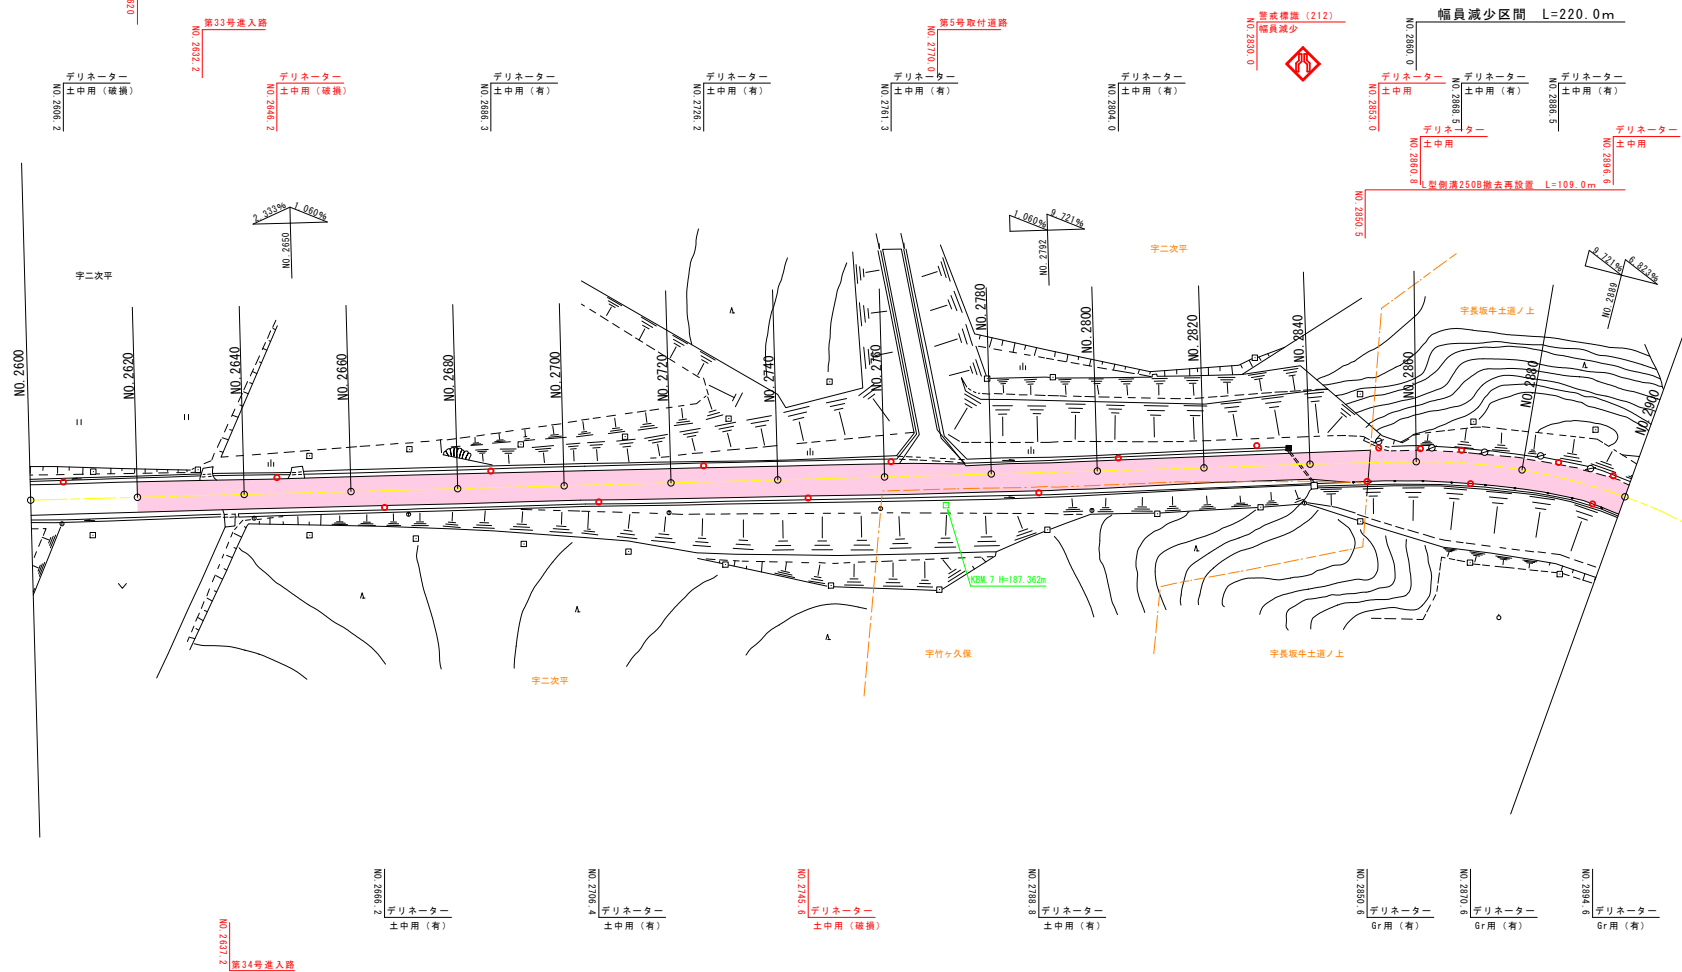 620
第33号進入路
NO.2632.2
第5号取付道路
NO.2770.0
警戒標識（212）
幅員減少
NO.2830.0
幅員減少区間　L=220.0m
NO.2860.0
デリネーター
土中用（破損）
NO.2606.2
デリネーター
土中用（破損）
NO.2646.2
デリネーター
土中用（有）
NO.2686.3
デリネーター
土中用（有）
NO.2726.2
デリネーター
土中用（有）
NO.2761.3
デリネーター
土中用（有）
NO.2804.0
デリネーター
土中用
NO.2853.0
デリネーター
土中用（有）
NO.2868.5
デリネーター
土中用（有）
NO.2886.5
デリネーター
土中用
NO.2860.8
デリネーター
土中用
NO.2896.6
L型側溝250B撤去再設置　L=109.0m
NO.2850.5
2.333%
1.060%
NO.2650
1.060%
9.721%
NO.2792
9.721%
6.823%
NO.2889
字二次平
字二次平
字長坂牛土道ノ上
NO.2600
NO.2620
NO.2640
NO.2660
NO.2680
NO.2700
NO.2720
NO.2740
NO.2760
NO.2780
NO.2800
NO.2820
NO.2840
NO.2860
NO.2880
NO.2900
KBM.7 H=187.362m
字二次平
字竹ヶ久保
字長坂牛土道ノ上
NO.2666.2
デリネーター
土中用（有）
NO.2706.4
デリネーター
土中用（有）
NO.2745.6
デリネーター
土中用（破損）
NO.2788.8
デリネーター
土中用（有）
NO.2850.6
デリネーター
Gr用（有）
NO.2870.6
デリネーター
Gr用（有）
NO.2894.6
デリネーター
Gr用（有）
NO.2637.2
第34号進入路